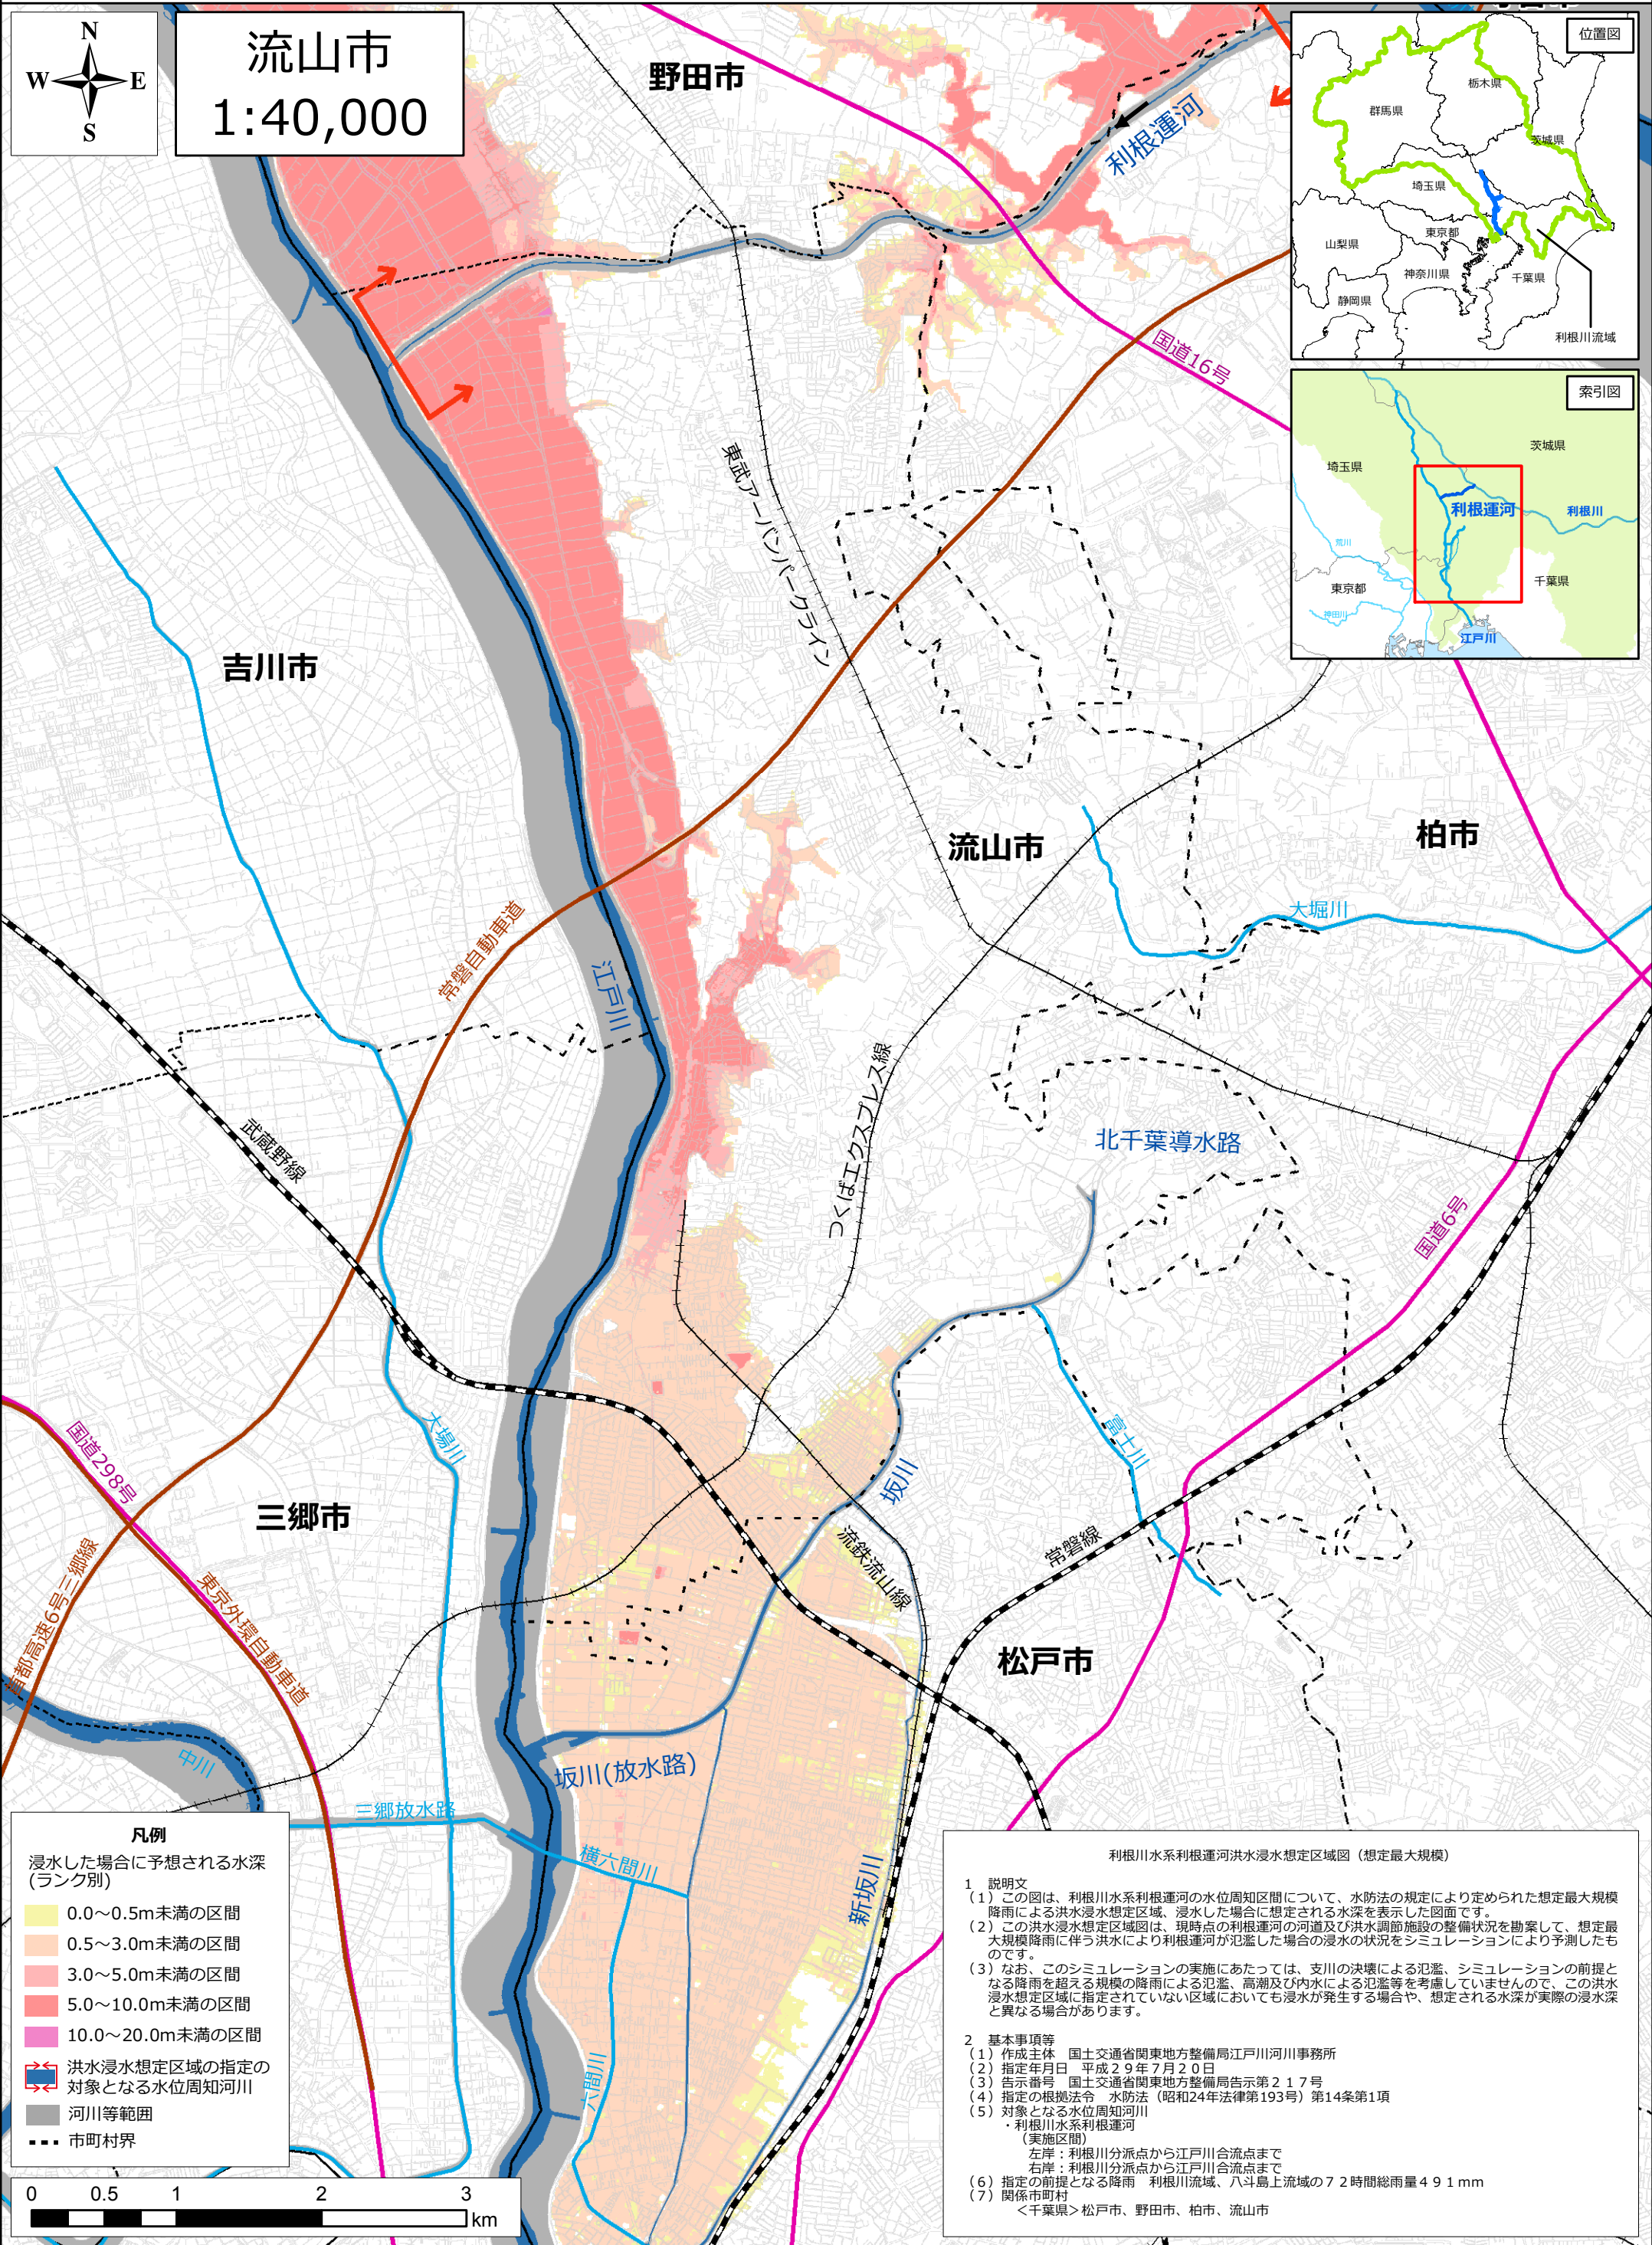 N
W E
S
流山市
1:40,000
野田市
利根運河
位置図
栃木県
群馬県
茨城県
埼玉県
山梨県
東京都
神奈川県
千葉県
静岡県
利根川流域
国道16号
索引図
茨城県
埼玉県
利根運河
利根川
荒川
東京都
千葉県
神田川
江戸川
東武アーバンパークライン
吉川市
流山市
柏市
大堀川
常磐自動車道
江戸川
つくばエクスプレス線
武蔵野線
北千葉導水路
国道6号
大場川
富士川
国道298号
坂川
三郷市
流鉄流山線
常磐線
首都高速6号三郷線
東京外環自動車道
松戸市
中川
坂川(放水路)
三郷放水路
横六間川
新坂川
六間川
凡例
浸水した場合に予想される水深
(ランク別)
0.0～0.5m未満の区間
0.5～3.0m未満の区間
3.0～5.0m未満の区間
5.0～10.0m未満の区間
10.0～20.0m未満の区間
洪水浸水想定区域の指定の
対象となる水位周知河川
河川等範囲
市町村界
0 0.5 1 2 3
km
利根川水系利根運河洪水浸水想定区域図（想定最大規模）
1 説明文
（1）この図は、利根川水系利根運河の水位周知区間について、水防法の規定により定められた想定最大規模
降雨による洪水浸水想定区域、浸水した場合に想定される水深を表示した図面です。
（2）この洪水浸水想定区域図は、現時点の利根運河の河道及び洪水調節施設の整備状況を勘案して、想定最
大規模降雨に伴う洪水により利根運河が氾濫した場合の浸水の状況をシミュレーションにより予測したも
のです。
（3）なお、このシミュレーションの実施にあたっては、支川の決壊による氾濫、シミュレーションの前提と
なる降雨を超える規模の降雨による氾濫、高潮及び内水による氾濫等を考慮していませんので、この洪水
浸水想定区域に指定されていない区域においても浸水が発生する場合や、想定される水深が実際の浸水深
と異なる場合があります。
2 基本事項等
（1）作成主体 国土交通省関東地方整備局江戸川河川事務所
（2）指定年月日 平成２９年７月２０日
（3）告示番号 国土交通省関東地方整備局告示第２１７号
（4）指定の根拠法令 水防法（昭和24年法律第193号）第14条第1項
（5）対象となる水位周知河川
・利根川水系利根運河
（実施区間）
左岸：利根川分派点から江戸川合流点まで
右岸：利根川分派点から江戸川合流点まで
（6）指定の前提となる降雨 利根川流域、八斗島上流域の７２時間総雨量４９１mm
（7）関係市町村
＜千葉県＞松戸市、野田市、柏市、流山市